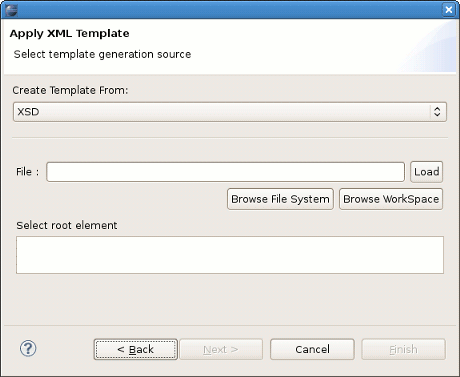 Apply XML Template
Select template generation source
Create Template From:
XSD
File :
Load
Browse File System
Browse WorkSpace
Select root element
?
< Back
Next >
Cancel
Finish